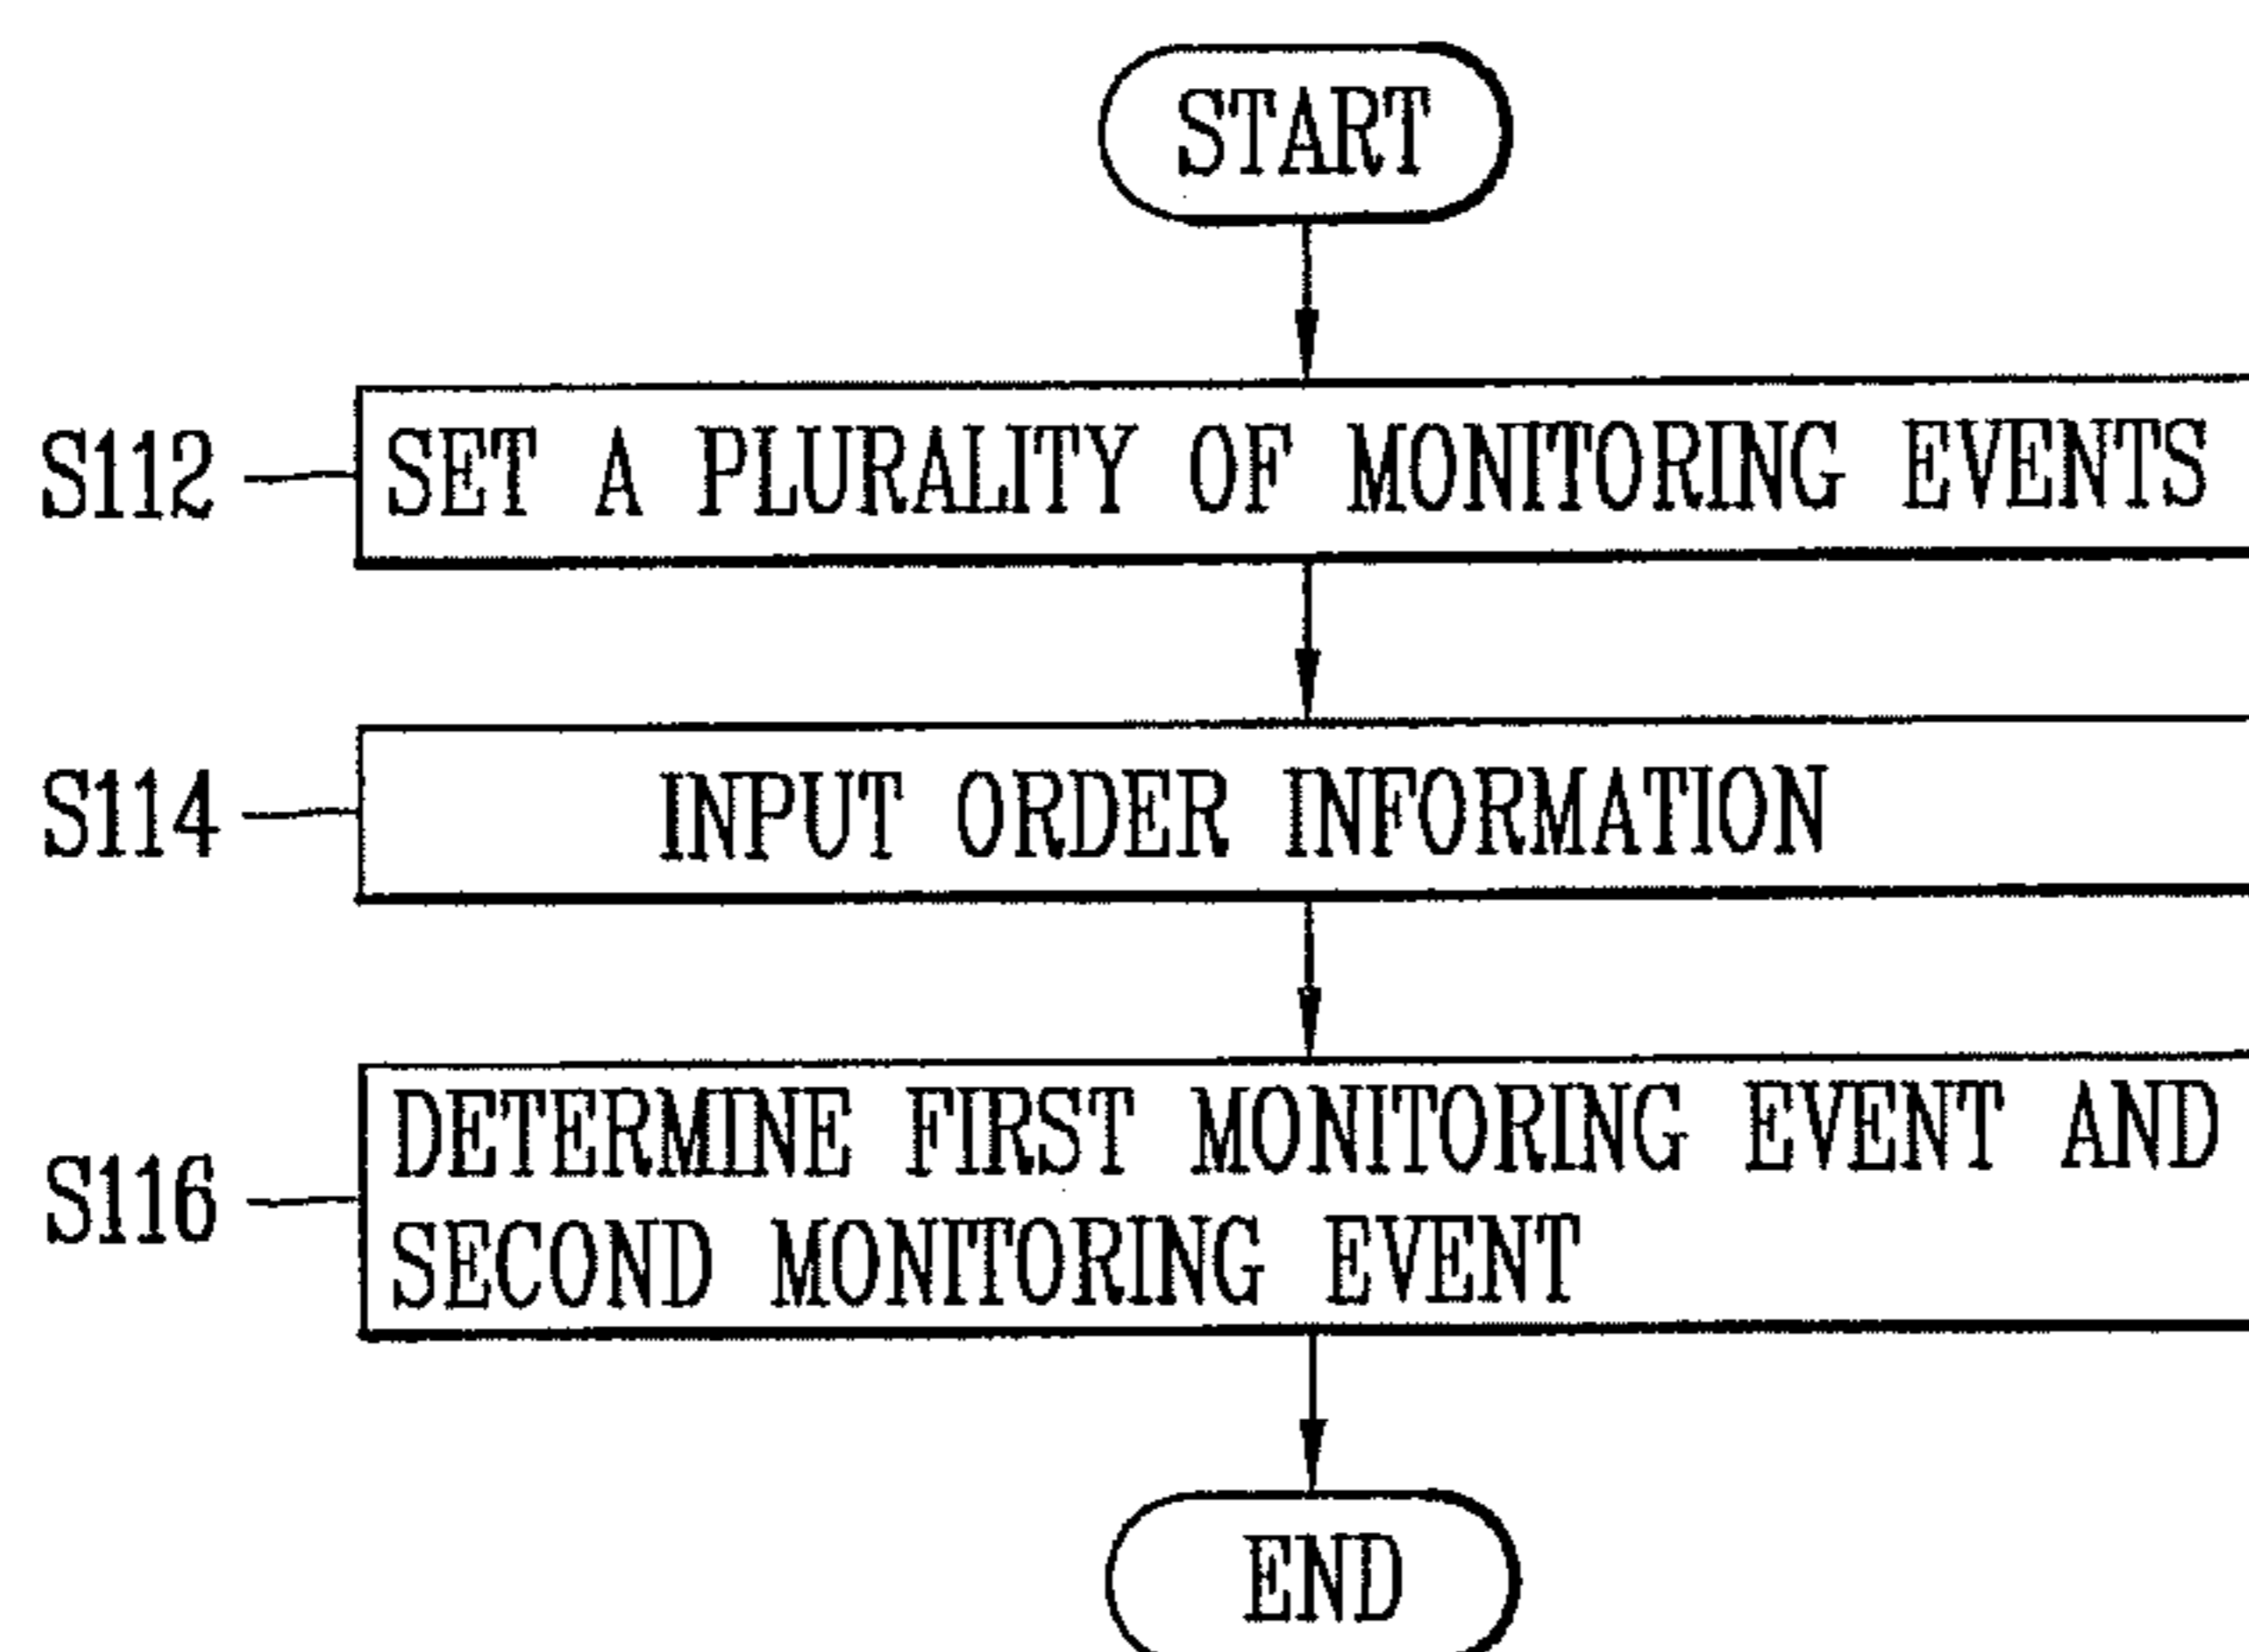 START
S112
SET A PLURALITY OF MONITORING EVENTS
S114
INPUT ORDER INFORMATION
S116
DETERMINE FIRST MONITORING EVENT AND
SECOND MONITORING EVENT
END